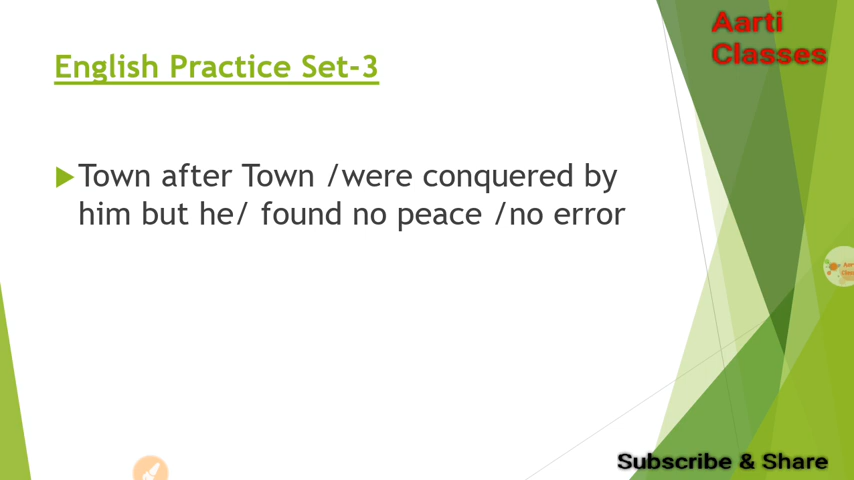 Aarti
Classes
English Practice Set-3
Town after Town /were conquered by
him but he/ found no peace /no error
Subscribe & Share